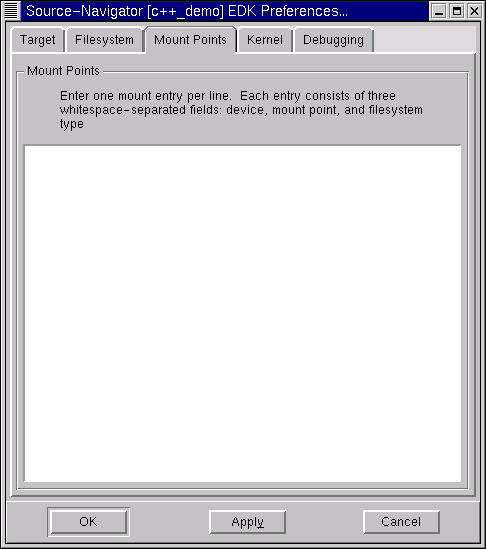 Source-Navigator [c++_demo] EDK Preferences...
Target Filesystem Mount Points Kernel Debugging
Mount Points
Enter one mount entry per line.  Each entry consists of three
whitespace-separated fields: device, mount point, and filesystem
type
OK Apply Cancel